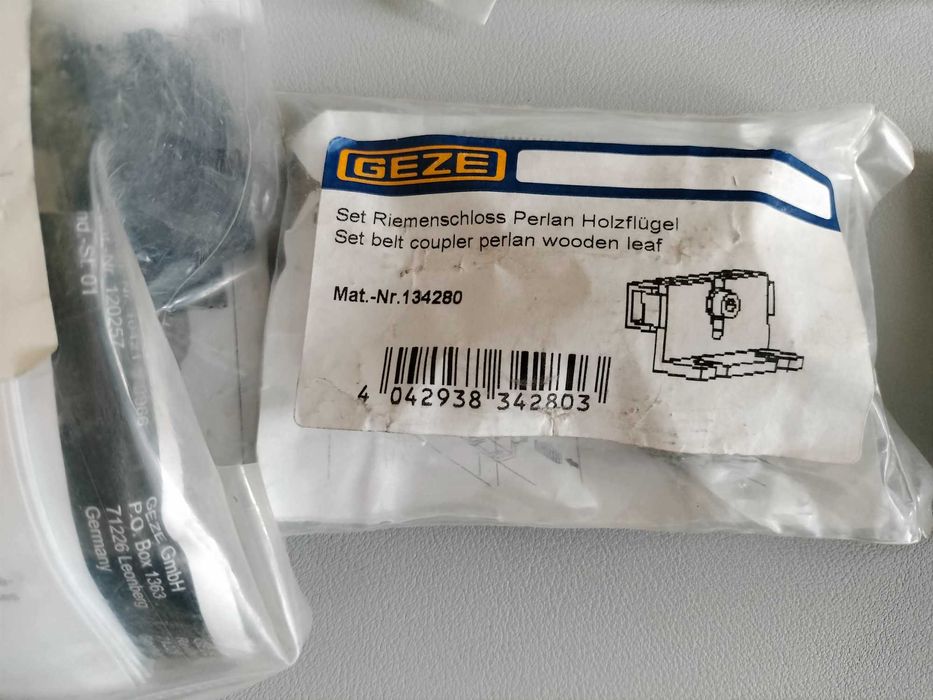 GEZE
Set Riemenschloss Perlan Holzflügel
Set belt coupler perlan wooden leaf
Mat.-Nr.134280
4 042938 342803
GEZE GmbH
P.O. Box 1363
71226 Leonberg
Germany
120257